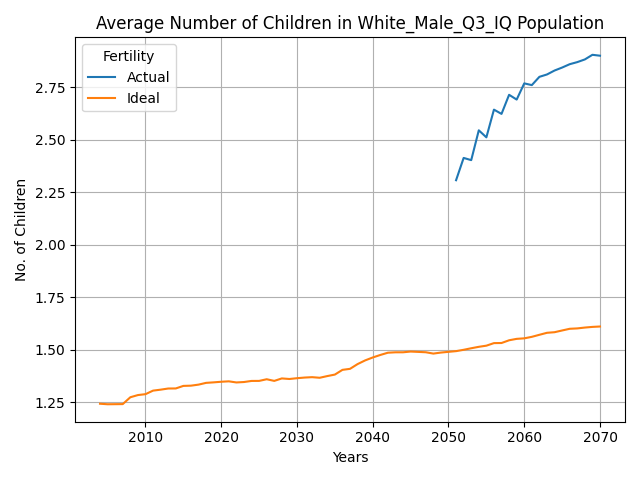 Average Number of Children in White_Male_Q3_IQ Population
Fertility
Actual
Ideal
No. of Children
2.75
2.50
2.25
2.00
1.75
1.50
1.25
2010 2020 2030 2040 2050 2060 2070
Years